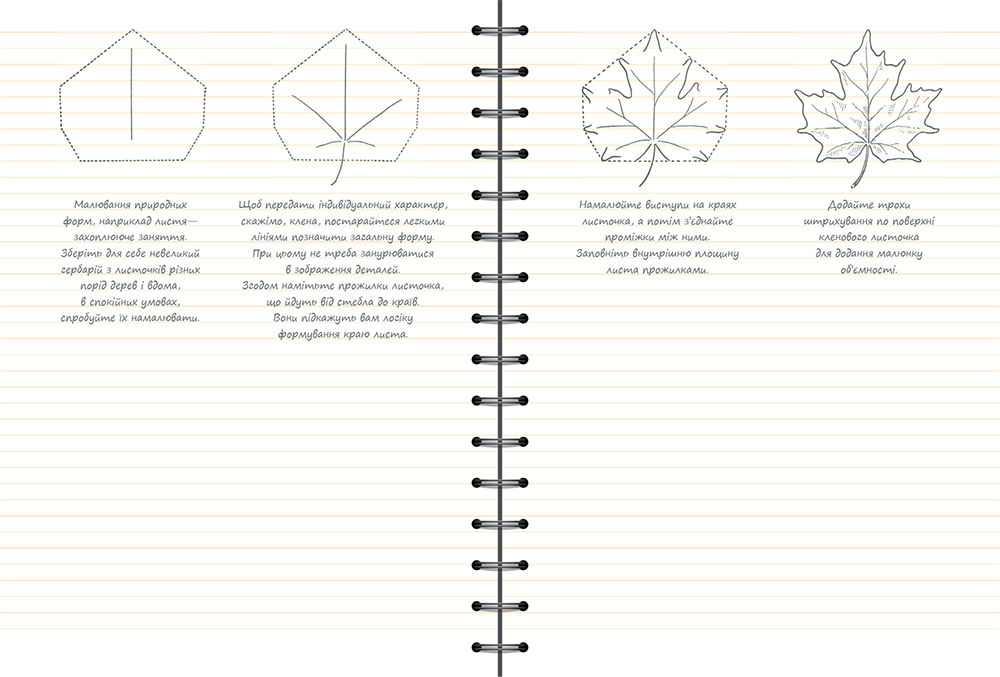 Малювання природних
форм, наприклад листя—
захоплююче заняття.
Зберіть для себе невеликий
гербарій з листочків різних
порід дерев і вдома,
в спокійних умовах,
спробуйте їх намалювати.
Щоб передати індивідуальний характер,
скажімо, клена, постарайтеся легкими
лініями позначити загальну форму.
При цьому не треба занурюватися
в зображення деталей.
Згодом намітьте прожилки листочка,
що йдуть від стебла до країв.
Вони підкажуть вам логіку
формування краю листа.
Намалюйте виступи на краях
листочка, а потім з'єднайте
проміжки між ними.
Заповніть внутрішню площину
листа прожилками.
Додайте трохи
штрихування по поверхні
кленового листочка
для додання малюнку
об'ємності.